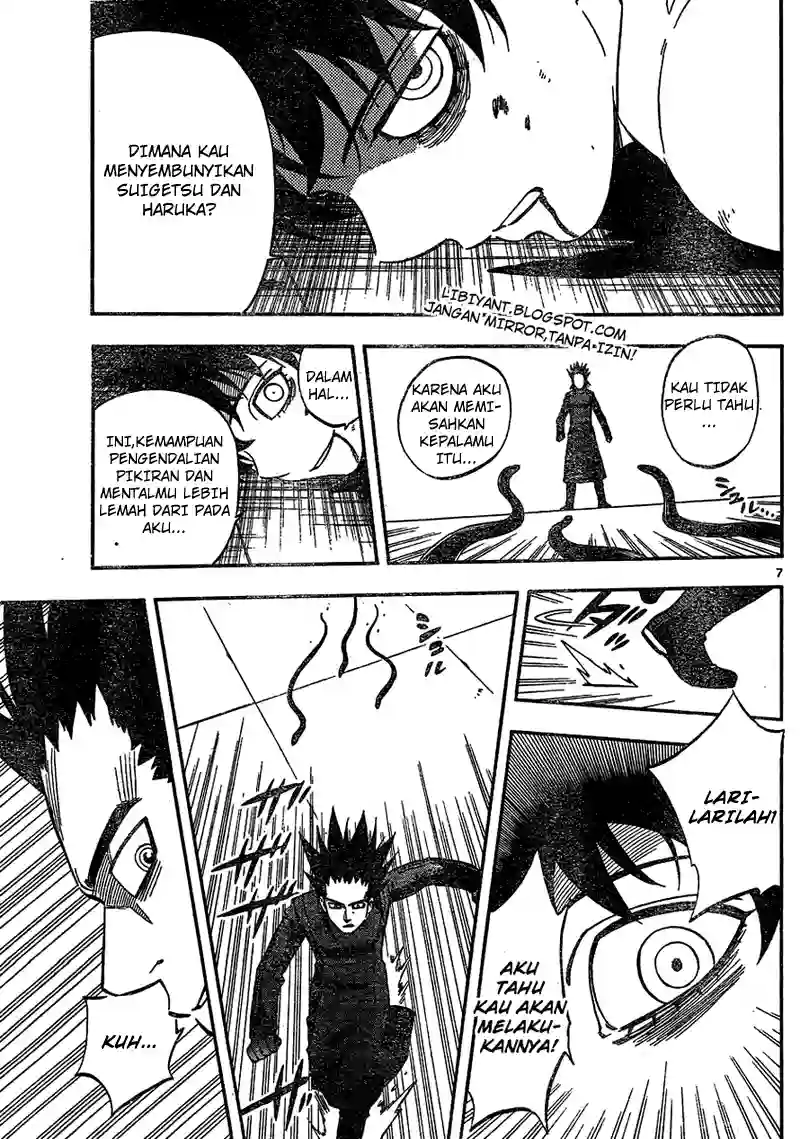 DIMANA KAU
MENYEMBUNYIKAN
SUIGETSU DAN
HARUKA?
LIBIYANT.BLOGSPOT.COM
JANGAN MIRROR,TANPA IZIN!
KAU TIDAK
PERLU TAHU
...
KARENA AKU
AKAN MEMI-
SAHKAN
KEPALAMU
ITU...
DALAM
HAL...
INI,KEMAMPUAN
PENGENDALIAN
PIKIRAN DAN
MENTALMU LEBIH
LEMAH DARI PADA
AKU...
7
LARI-
LARILAH!
AKU
TAHU
KAU AKAN
MELAKU-
KANNYA!
KUH...